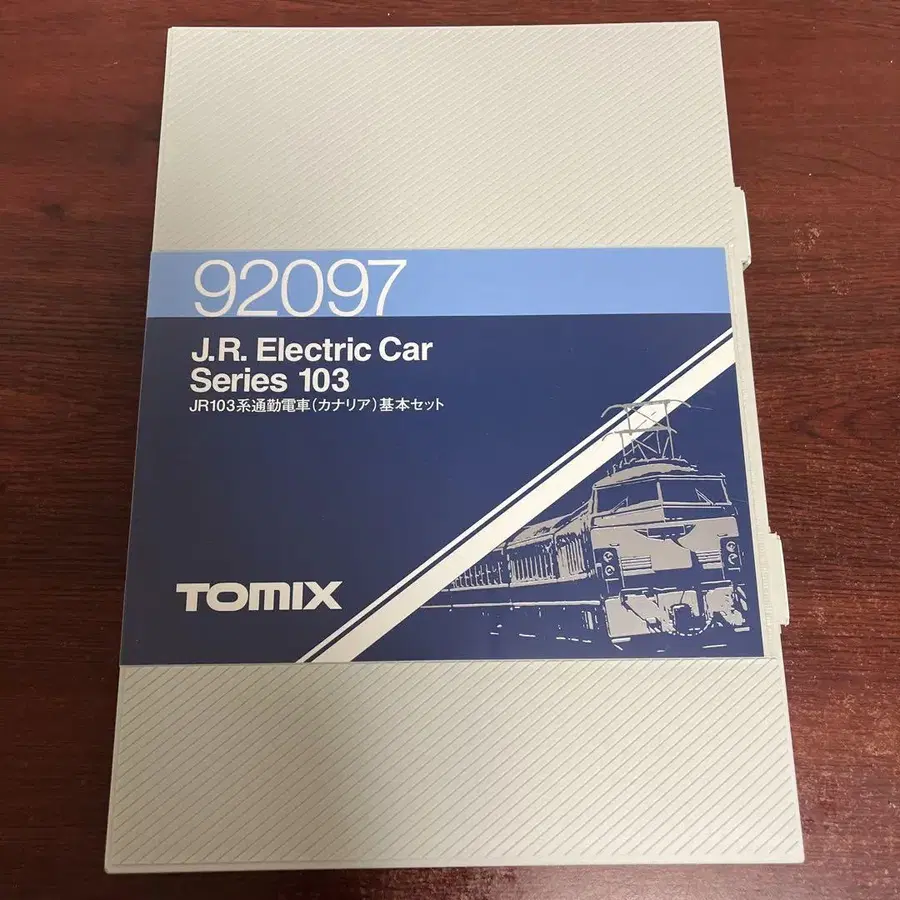 92097
J.R. Electric Car
Series 103
JR103系通勤電車(カナリア)基本セット
TOMIX